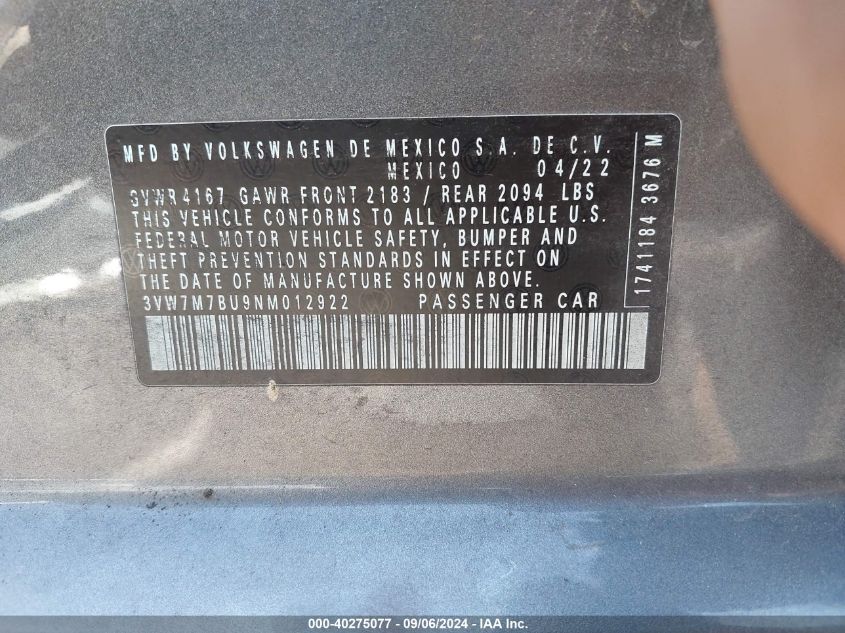 MFD BY VOLKSWAGEN DE MEXICO S.A. DE C.V.
MEXICO 04/22
GVWR4167 GAWR FRONT 2183 / REAR 2094 LBS
THIS VEHICLE CONFORMS TO ALL APPLICABLE U.S.
FEDERAL MOTOR VEHICLE SAFETY, BUMPER AND
THEFT PREVENTION STANDARDS IN EFFECT ON
THE DATE OF MANUFACTURE SHOWN ABOVE.
3VW7M7BU9NM012922 PASSENGER CAR
1741184 3676 M
000-40275077 - 09/06/2024 - IAA Inc.